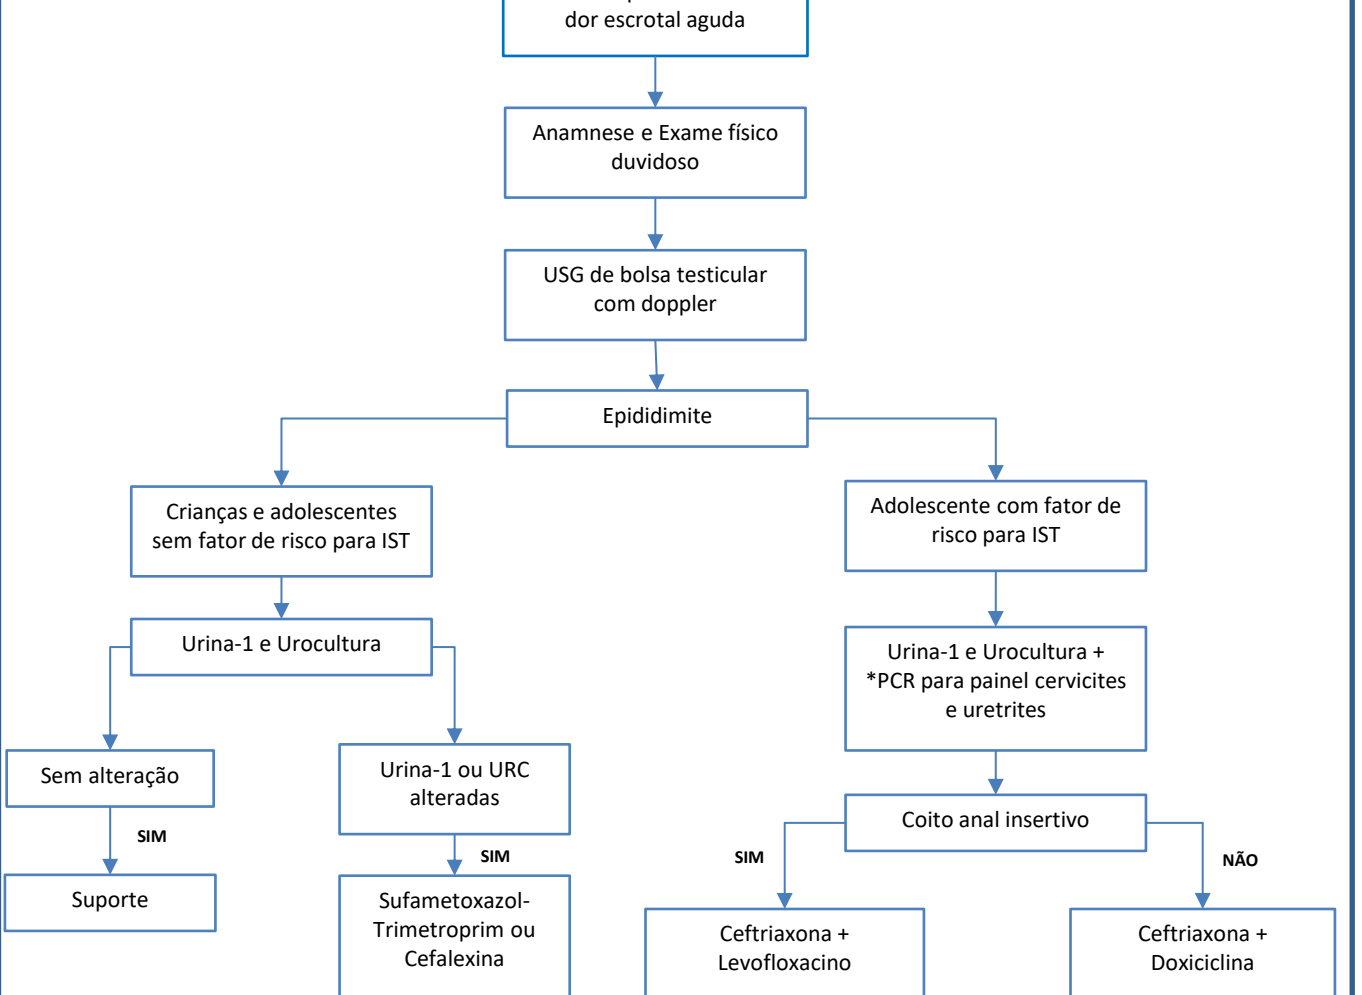 dor escrotal aguda
Anamnese e Exame físico
duvidoso
USG de bolsa testicular
com doppler
Epididimite
Crianças e adolescentes
sem fator de risco para IST
Adolescente com fator de
risco para IST
Urina-1 e Urocultura
Urina-1 e Urocultura +
*PCR para painel cervicites
e uretrites
Sem alteração
Urina-1 ou URC
alteradas
Coito anal insertivo
SIM
SIM
SIM
NÃO
Suporte
Sufametoxazol-
Trimetroprim ou
Cefalexina
Ceftriaxona +
Levofloxacino
Ceftriaxona +
Doxiciclina